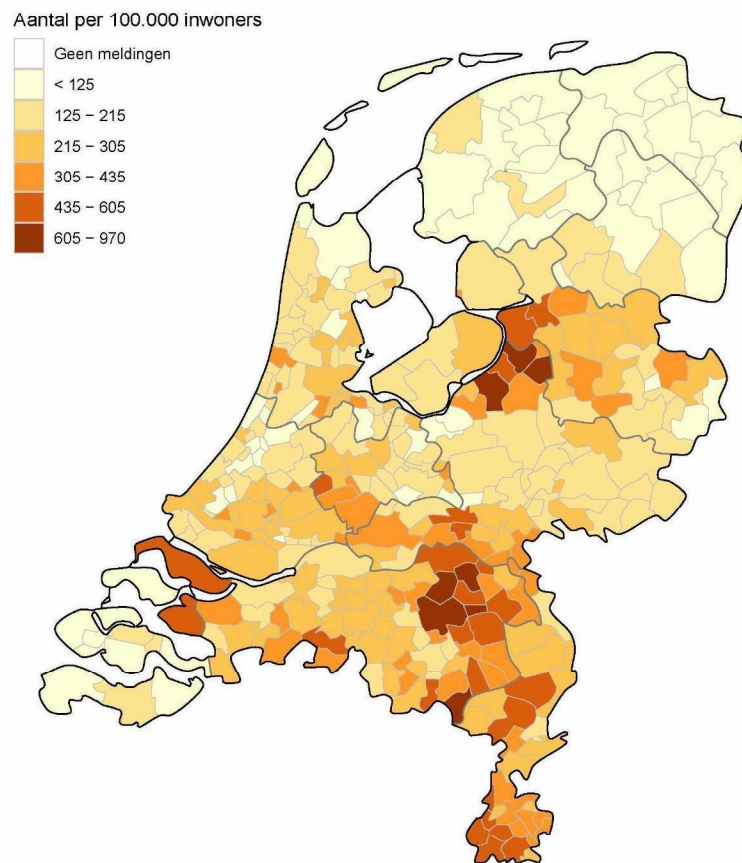 Aantal per 100.000 inwoners
Geen meldingen
< 125
125 – 215
215 – 305
305 – 435
435 – 605
605 – 970